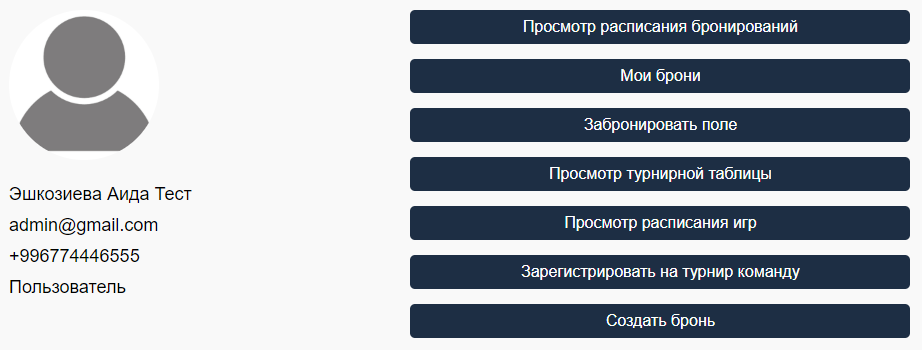 Эшкозиева Аида Тест
admin@gmail.com
+996774446555
Пользователь
Просмотр расписания бронирований
Мои брони
Забронировать поле
Просмотр турнирной таблицы
Просмотр расписания игр
Зарегистрировать на турнир команду
Создать бронь